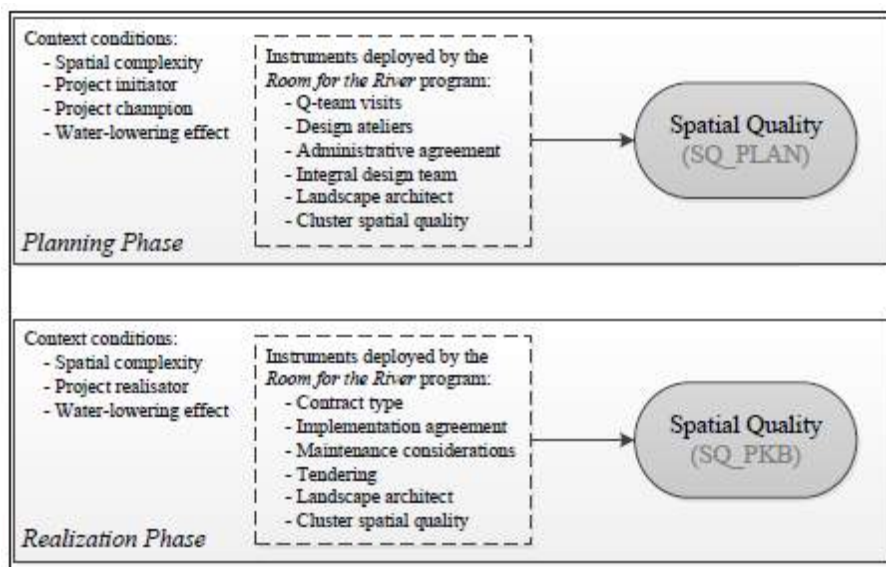 Context conditions:
- Spatial complexity
- Project initiator
- Project champion
- Water-lowering effect
Instruments deployed by the
Room for the River program:
- Q-team visits
- Design ateliers
- Administrative agreement
- Integral design team
- Landscape architect
- Cluster spatial quality
Spatial Quality
(SQ_PLAN)
Planning Phase
Context conditions:
- Spatial complexity
- Project realisator
- Water-lowering effect
Instruments deployed by the
Room for the River program:
- Contract type
- Implementation agreement
- Maintenance considerations
- Tendering
- Landscape architect
- Cluster spatial quality
Spatial Quality
(SQ_PKB)
Realization Phase